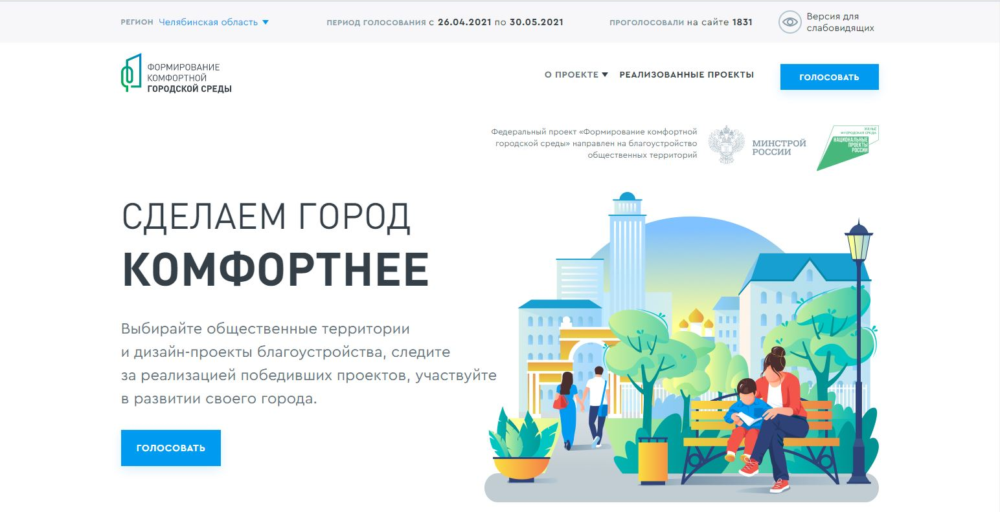 РЕГИОН Челябинская область
ПЕРИОД ГОЛОСОВАНИЯ с 26.04.2021 по 30.05.2021
ПРОГОЛОСОВАЛИ на сайте 1831
Версия для
слабовидящих
ФОРМИРОВАНИЕ
КОМФОРТНОЙ
ГОРОДСКОЙ СРЕДЫ
О ПРОЕКТЕ
РЕАЛИЗОВАННЫЕ ПРОЕКТЫ
ГОЛОСОВАТЬ
Федеральный проект «Формирование комфортной
городской среды» направлен на благоустройство
общественных территорий
МИНСТРОЙ
РОССИИ
ЖИЛЬЕ
И ГОРОДСКАЯ СРЕДА
НАЦИОНАЛЬНЫЕ
ПРОЕКТЫ
РОССИИ
СДЕЛАЕМ ГОРОД
КОМФОРТНЕЕ
Выбирайте общественные территории
и дизайн-проекты благоустройства, следите
за реализацией победивших проектов, участвуйте
в развитии своего города.
ГОЛОСОВАТЬ